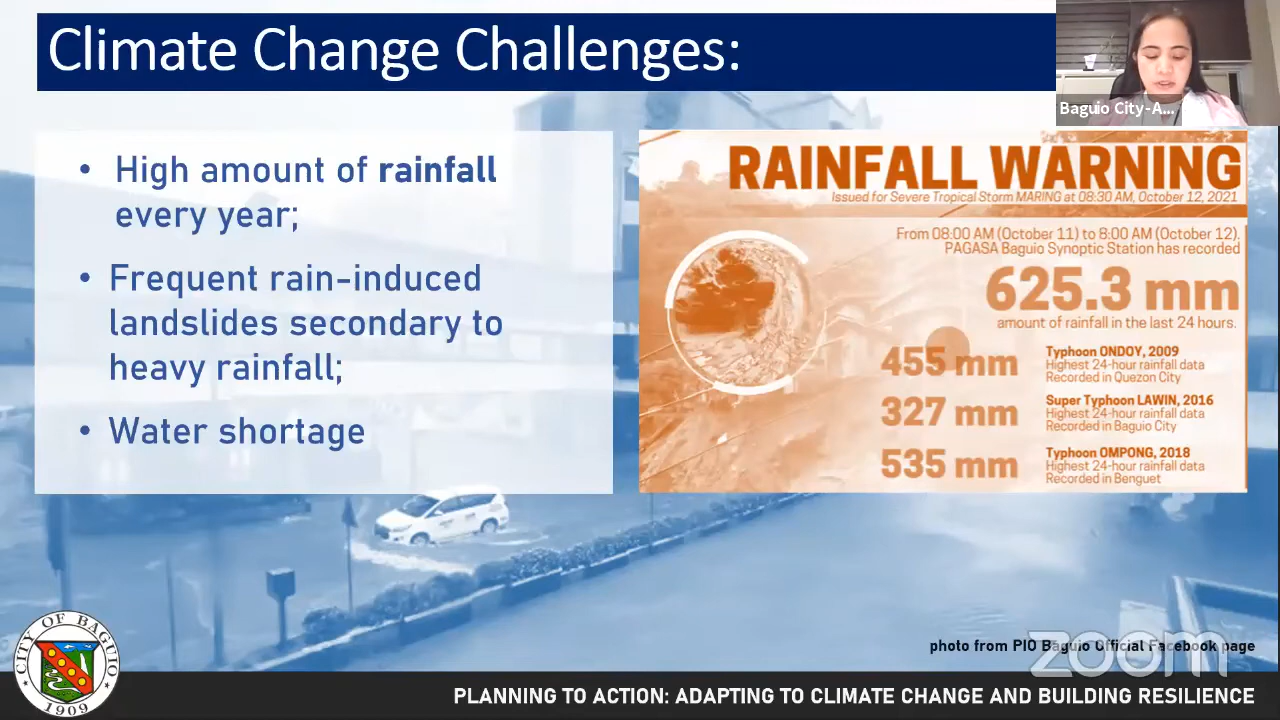 Climate Change Challenges:
Baguio City-A...
• High amount of rainfall
every year;
• Frequent rain-induced
landslides secondary to
heavy rainfall;
• Water shortage
RAINFALL WARNING
Issued for Severe Tropical Storm MARING at 08:30 AM, October 12, 2021
From 08:00 AM (October 11) to 8:00 AM (October 12),
PAGASA Baguio Synoptic Station has recorded
625.3 mm
amount of rainfall in the last 24 hours.
455 mm
Typhoon ONDOY, 2009
Highest 24-hour rainfall data
Recorded in Quezon City
327 mm
Super Typhoon LAWIN, 2016
Highest 24-hour rainfall data
Recorded in Baguio City
535 mm
Typhoon OMPONG, 2018
Highest 24-hour rainfall data
Recorded in Benguet
photo from PIO Baguio Official Facebook page
zoom
CITY OF BAGUIO
1909
PLANNING TO ACTION: ADAPTING TO CLIMATE CHANGE AND BUILDING RESILIENCE